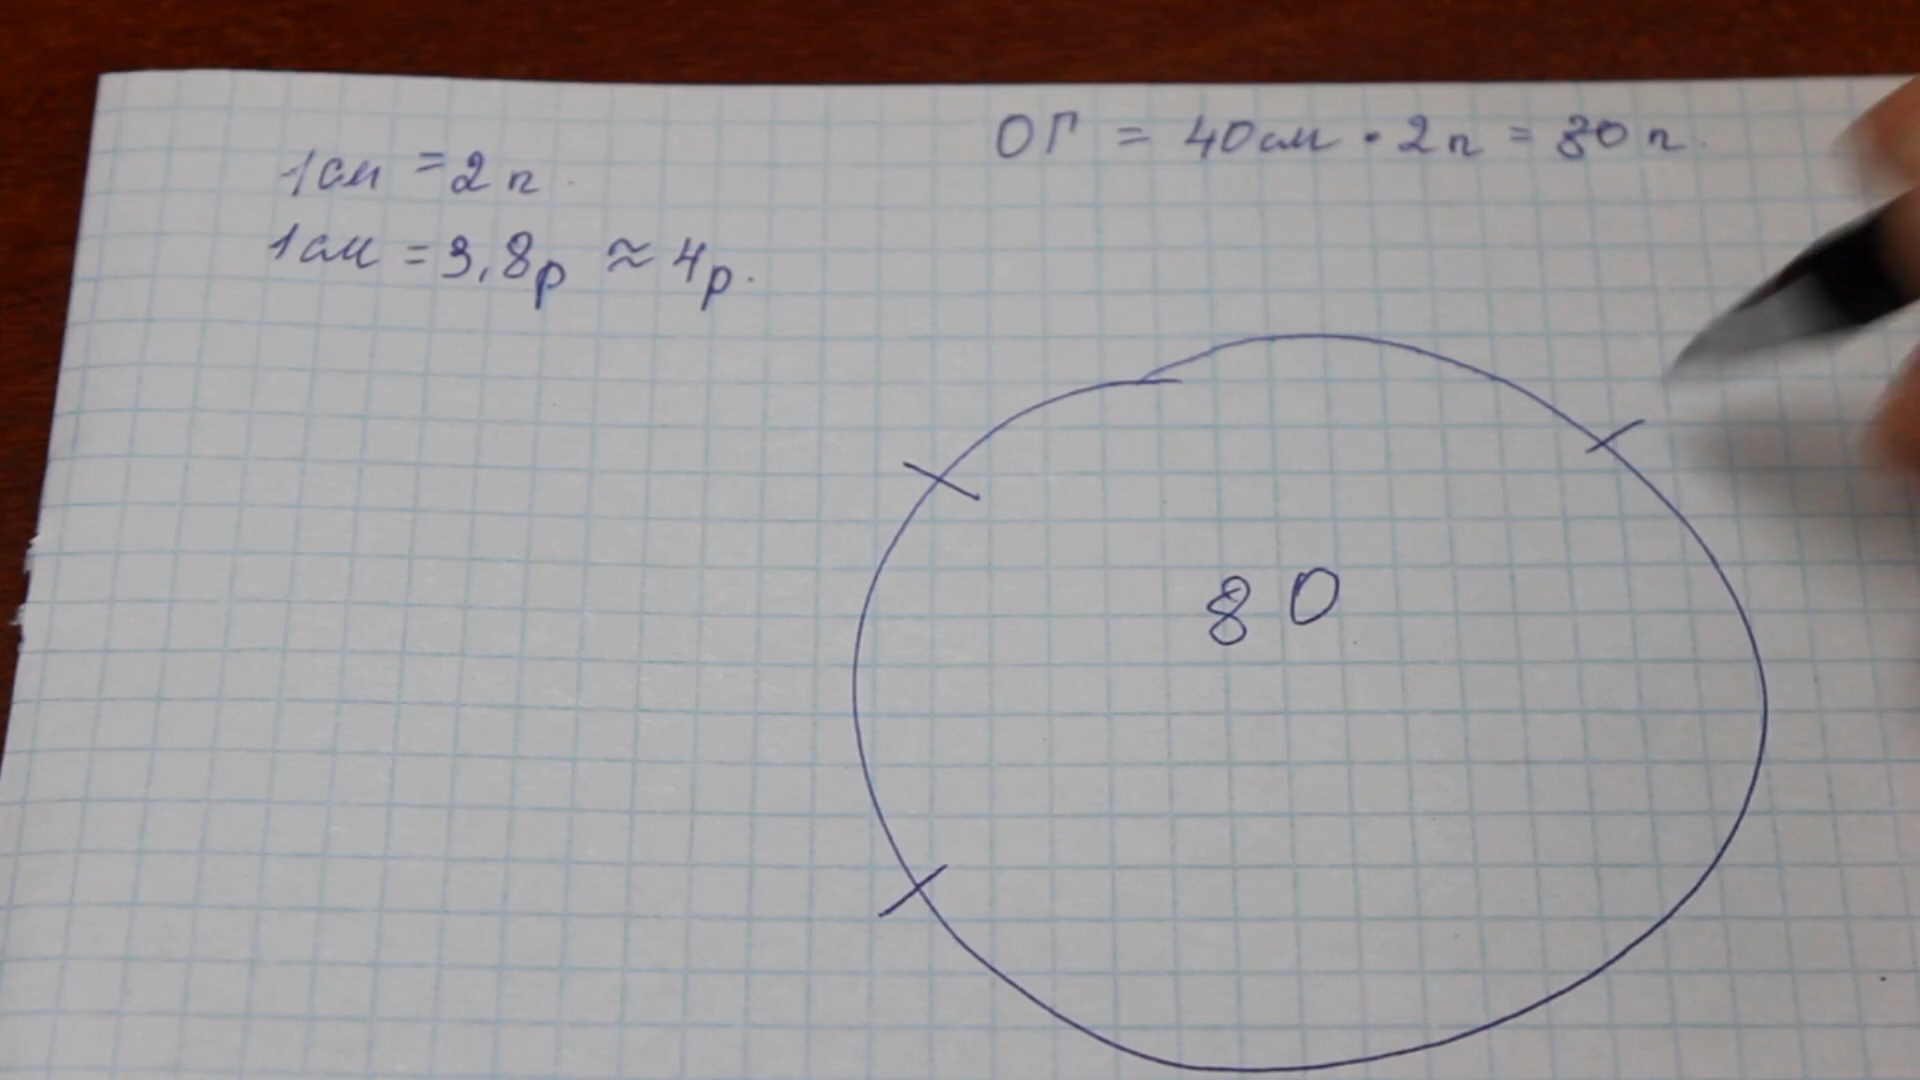 ОГ = 40см • 2п = 80п.
1см = 2п.
1см = 3,8р ≈ 4р.
80